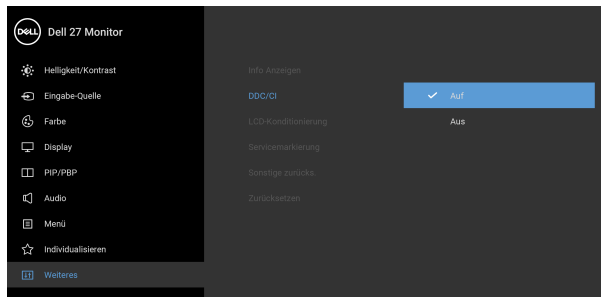 DELL Dell 27 Monitor
Helligkeit/Kontrast
Eingabe-Quelle
Farbe
Display
PIP/PBP
Audio
Menü
Individualisieren
Weiteres
Info Anzeigen
DDC/CI
LCD-Konditionierung
Servicemarkierung
Sonstige zurücks.
Zurücksetzen
Auf
Aus